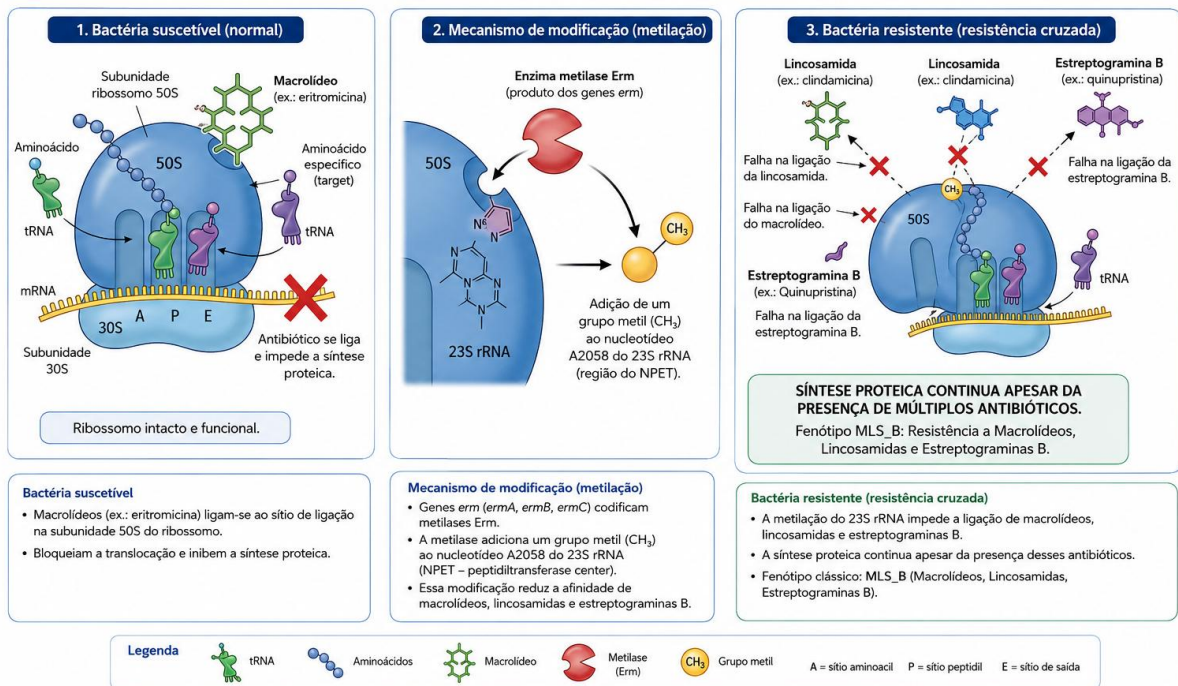 1. Bactéria suscetível (normal)
Subunidade
ribossomo 50S
Macrolídeo
(ex.: eritromicina)
Aminoácido
50S
Aminoácido
especifico
(target)
tRNA
tRNA
mRNA
30S
A
P
E
Subunidade
30S
Antibiótico se liga
e impede a síntese
proteica.
Ribossomo intacto e funcional.
2. Mecanismo de modificação (metilação)
Enzima metilase Erm
(produto dos genes erm)
50S
N⁶
N
N
N
N
N
N
N
CH₃
23S rRNA
Adição de um
grupo metil (CH₃)
ao nucleotídeo
A2058 do 23S rRNA
(região do NPET).
3. Bactéria resistente (resistência cruzada)
Lincosamida
(ex.: clindamicina)
Lincosamida
(ex.: clindamicina)
Estreptogramina B
(ex.: quinupristina)
Falha na ligação
da lincosamida.
Falha na ligação da
estreptogramina B.
CH₃
50S
Falha na ligação
do macrolídeo.
Estreptogramina B
(ex.: Quinupristina)
Falha na ligação da
estreptogramina B.
tRNA
SÍNTESE PROTEICA CONTINUA APESAR DA
PRESENÇA DE MÚLTIPLOS ANTIBIÓTICOS.
Fenótipo MLS_B: Resistência a Macrolídeos,
Lincosamidas e Estreptograminas B.
Bactéria suscetível
• Macrolídeos (ex.: eritromicina) ligam-se ao sítio de ligação
na subunidade 50S do ribossomo.
• Bloqueiam a translocação e inibem a síntese proteica.
Mecanismo de modificação (metilação)
• Genes erm (ermA, ermB, ermC) codificam
metilases Erm.
• A metilase adiciona um grupo metil (CH₃)
ao nucleotídeo A2058 do 23S rRNA
(NPET – peptidiltransferase center).
• Essa modificação reduz a afinidade de
macrolídeos, lincosamidas e estreptograminas B.
Bactéria resistente (resistência cruzada)
• A metilação do 23S rRNA impede a ligação de macrolídeos,
lincosamidas e estreptograminas B.
• A síntese proteica continua apesar da presença desses antibióticos.
• Fenótipo clássico: MLS_B (Macrolídeos, Lincosamidas,
Estreptograminas B).
Legenda
tRNA
Aminoácidos
Macrolídeo
Metilase
(Erm)
CH₃
Grupo metil
A = sítio aminoacil
P = sítio peptidil
E = sítio de saída